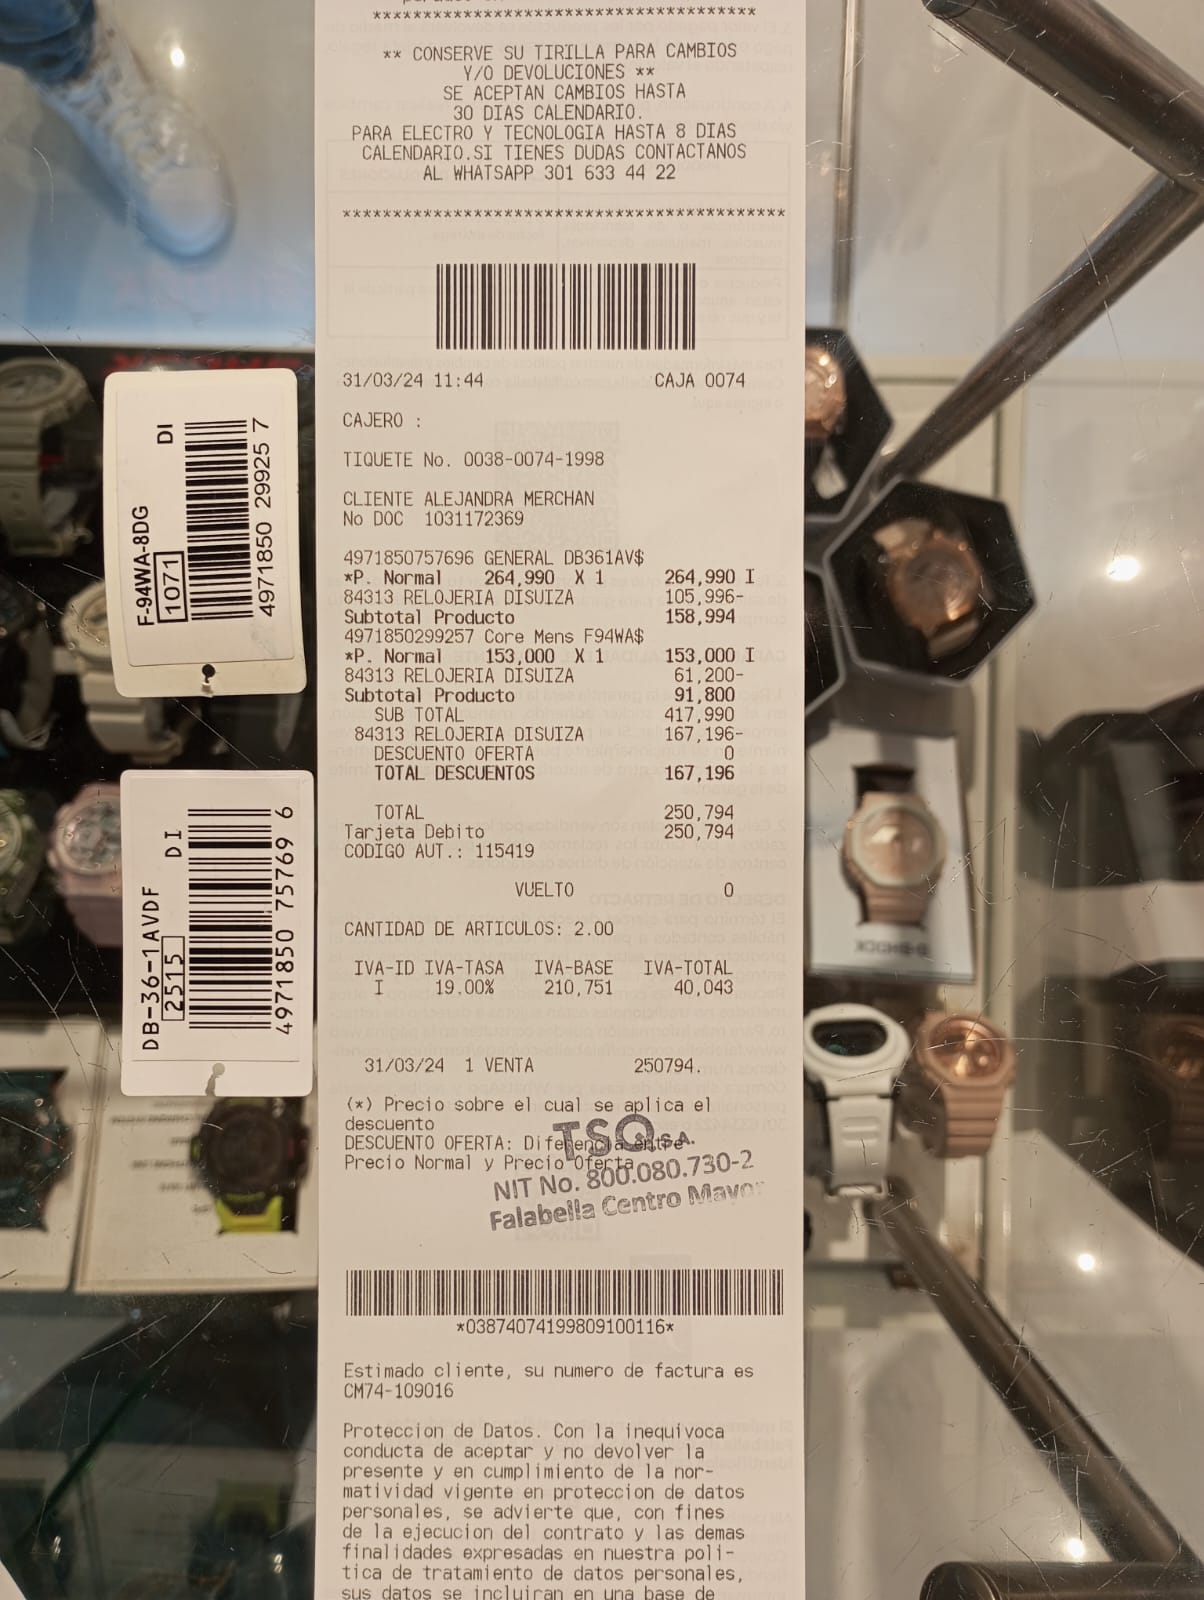 ** CONSERVE SU TIRILLA PARA CAMBIOS
Y/O DEVOLUCIONES **
SE ACEPTAN CAMBIOS HASTA
30 DIAS CALENDARIO.
PARA ELECTRO Y TECNOLOGIA HASTA 8 DIAS
CALENDARIO.SI TIENES DUDAS CONTACTANOS
AL WHATSAPP 301 633 44 22
31/03/24 11:44 CAJA 0074
CAJERO :
TIQUETE No. 0038-0074-1998
CLIENTE ALEJANDRA MERCHAN
No DOC 1031172369
4971850757696 GENERAL DB361AV$
*P. Normal 264,990 X 1 264,990 I
84313 RELOJERIA DISUIZA 105,996-
Subtotal Producto 158,994
4971850299257 Core Mens F94WA$
*P. Normal 153,000 X 1 153,000 I
84313 RELOJERIA DISUIZA 61,200-
Subtotal Producto 91,800
SUB TOTAL 417,990
84313 RELOJERIA DISUIZA 167,196-
DESCUENTO OFERTA 0
TOTAL DESCUENTOS 167,196
TOTAL 250,794
Tarjeta Debito 250,794
CODIGO AUT.: 115419
VUELTO 0
CANTIDAD DE ARTICULOS: 2.00
IVA-ID IVA-TASA IVA-BASE IVA-TOTAL
I 19.00% 210,751 40,043
31/03/24 1 VENTA 250794.
(*) Precio sobre el cual se aplica el
descuento
DESCUENTO OFERTA: Diferencia entre
Precio Normal y Precio Oferta
TSQ S.A.
NIT No. 800.080.730-2
Falabella Centro Mayor
*03874074199809100116*
Estimado cliente, su numero de factura es
CM74-109016
Proteccion de Datos. Con la inequivoca
conducta de aceptar y no devolver la
presente y en cumplimiento de la nor-
matividad vigente en proteccion de datos
personales, se advierte que, con fines
de la ejecucion del contrato y las demas
finalidades expresadas en nuestra poli-
tica de tratamiento de datos personales,
sus datos se incluiran en una base de
F-94WA-8DG DI
1071
4971850 29925 7
DB-36-1AVDF DI
2515
4971850 75769 6
G-SHOCK